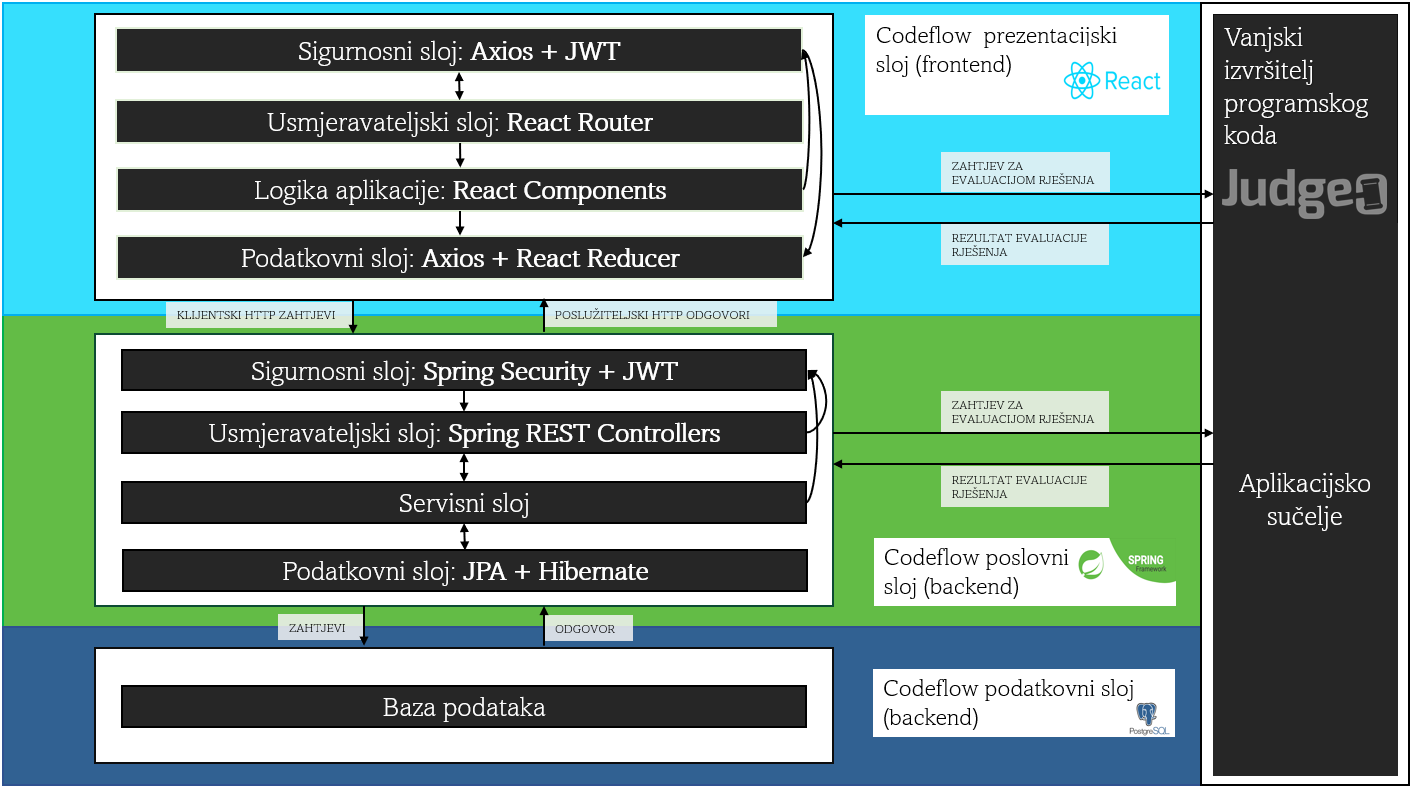 Sigurnosni sloj: Axios + JWT
Usmjeravateljski sloj: React Router
Logika aplikacije: React Components
Podatkovni sloj: Axios + React Reducer
Codeflow  prezentacijski
sloj (frontend)
React
ZAHTJEV ZA
EVALUACIJOM RJEŠENJA
REZULTAT EVALUACIJE
RJEŠENJA
Vanjski
izvršitelj
programskog
koda
Judge0
KLIJENTSKI HTTP ZAHTJEVI
POSLUŽITELJSKI HTTP ODGOVORI
Sigurnosni sloj: Spring Security + JWT
Usmjeravateljski sloj: Spring REST Controllers
Servisni sloj
Podatkovni sloj: JPA + Hibernate
ZAHTJEV ZA
EVALUACIJOM RJEŠENJA
REZULTAT EVALUACIJE
RJEŠENJA
Aplikacijsko
sučelje
Codeflow poslovni
sloj (backend)
SPRING
Framework
ZAHTJEVI
ODGOVOR
Baza podataka
Codeflow podatkovni sloj
(backend)
PostgreSQL